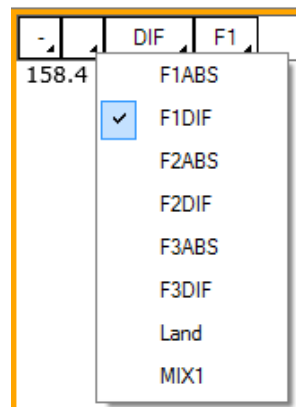 - DIF F1
158.4
F1ABS
F1DIF
F2ABS
F2DIF
F3ABS
F3DIF
Land
MIX1